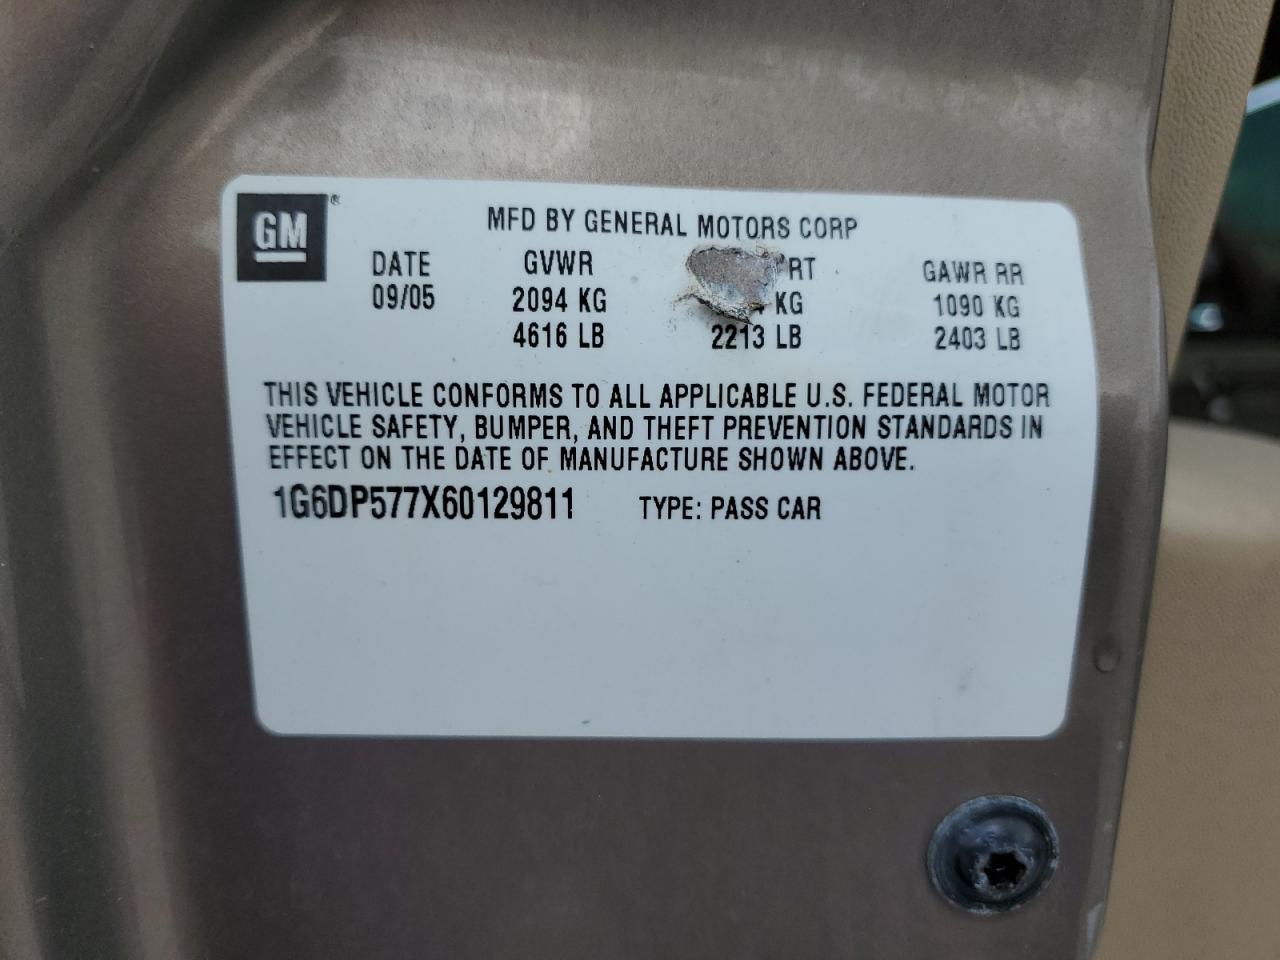 GM ®
MFD BY GENERAL MOTORS CORP
DATE GVWR RT GAWR RR
09/05 2094 KG KG 1090 KG
4616 LB 2213 LB 2403 LB
THIS VEHICLE CONFORMS TO ALL APPLICABLE U.S. FEDERAL MOTOR
VEHICLE SAFETY, BUMPER, AND THEFT PREVENTION STANDARDS IN
EFFECT ON THE DATE OF MANUFACTURE SHOWN ABOVE.
1G6DP577X60129811 TYPE: PASS CAR